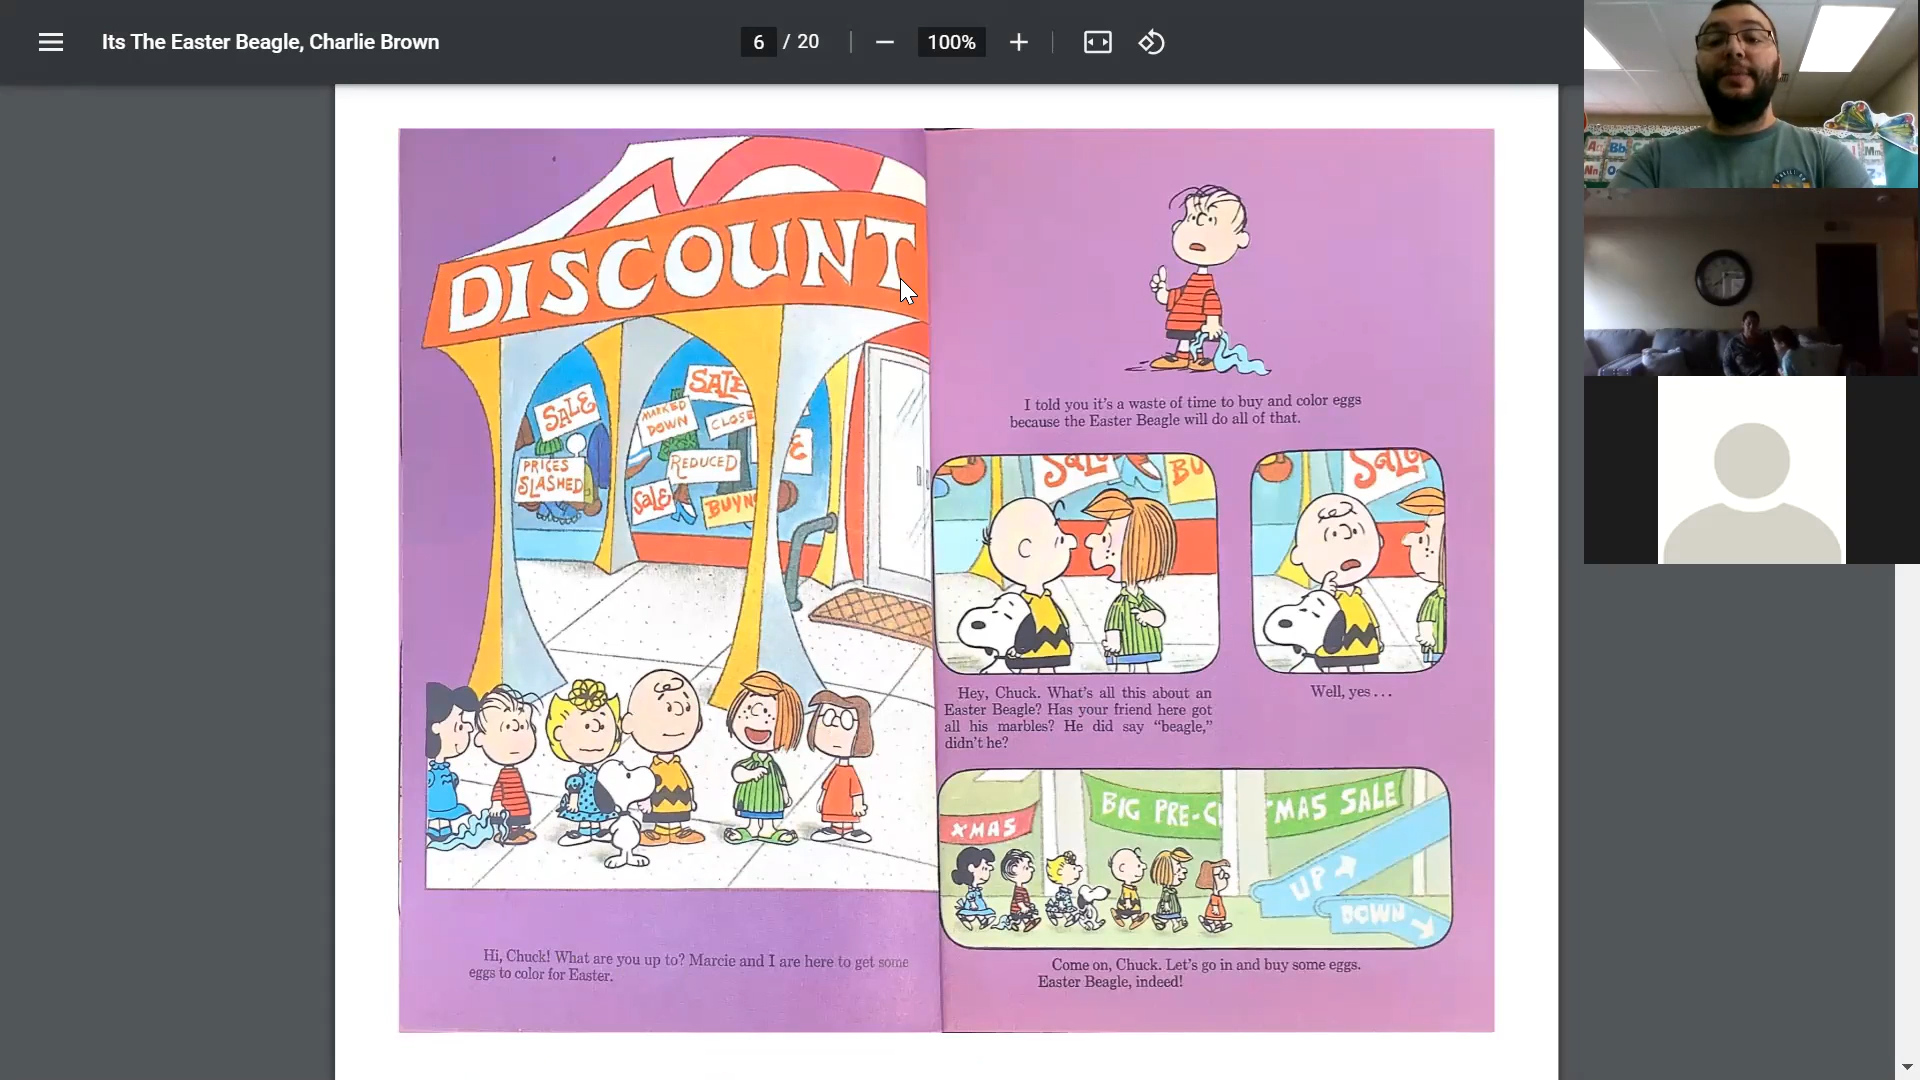 Its The Easter Beagle, Charlie Brown
6 / 20
100%
DISCOUNT
SALE
SALE
MARKED
DOWN
CLOSE
PRICES
SLASHED
REDUCED
E
SALE
BUY N
Hi, Chuck! What are you up to? Marcie and I are here to get some
eggs to color for Easter.
I told you it's a waste of time to buy and color eggs
because the Easter Beagle will do all of that.
SALE
BU
SALE
Hey, Chuck. What's all this about an
Easter Beagle? Has your friend here got
all his marbles? He did say "beagle,"
didn't he?
Well, yes...
XMAS
BIG PRE-C
MAS SALE
UP
DOWN
Come on, Chuck. Let's go in and buy some eggs.
Easter Beagle, indeed!
Aa Bb C
Mm
Nn O
Z